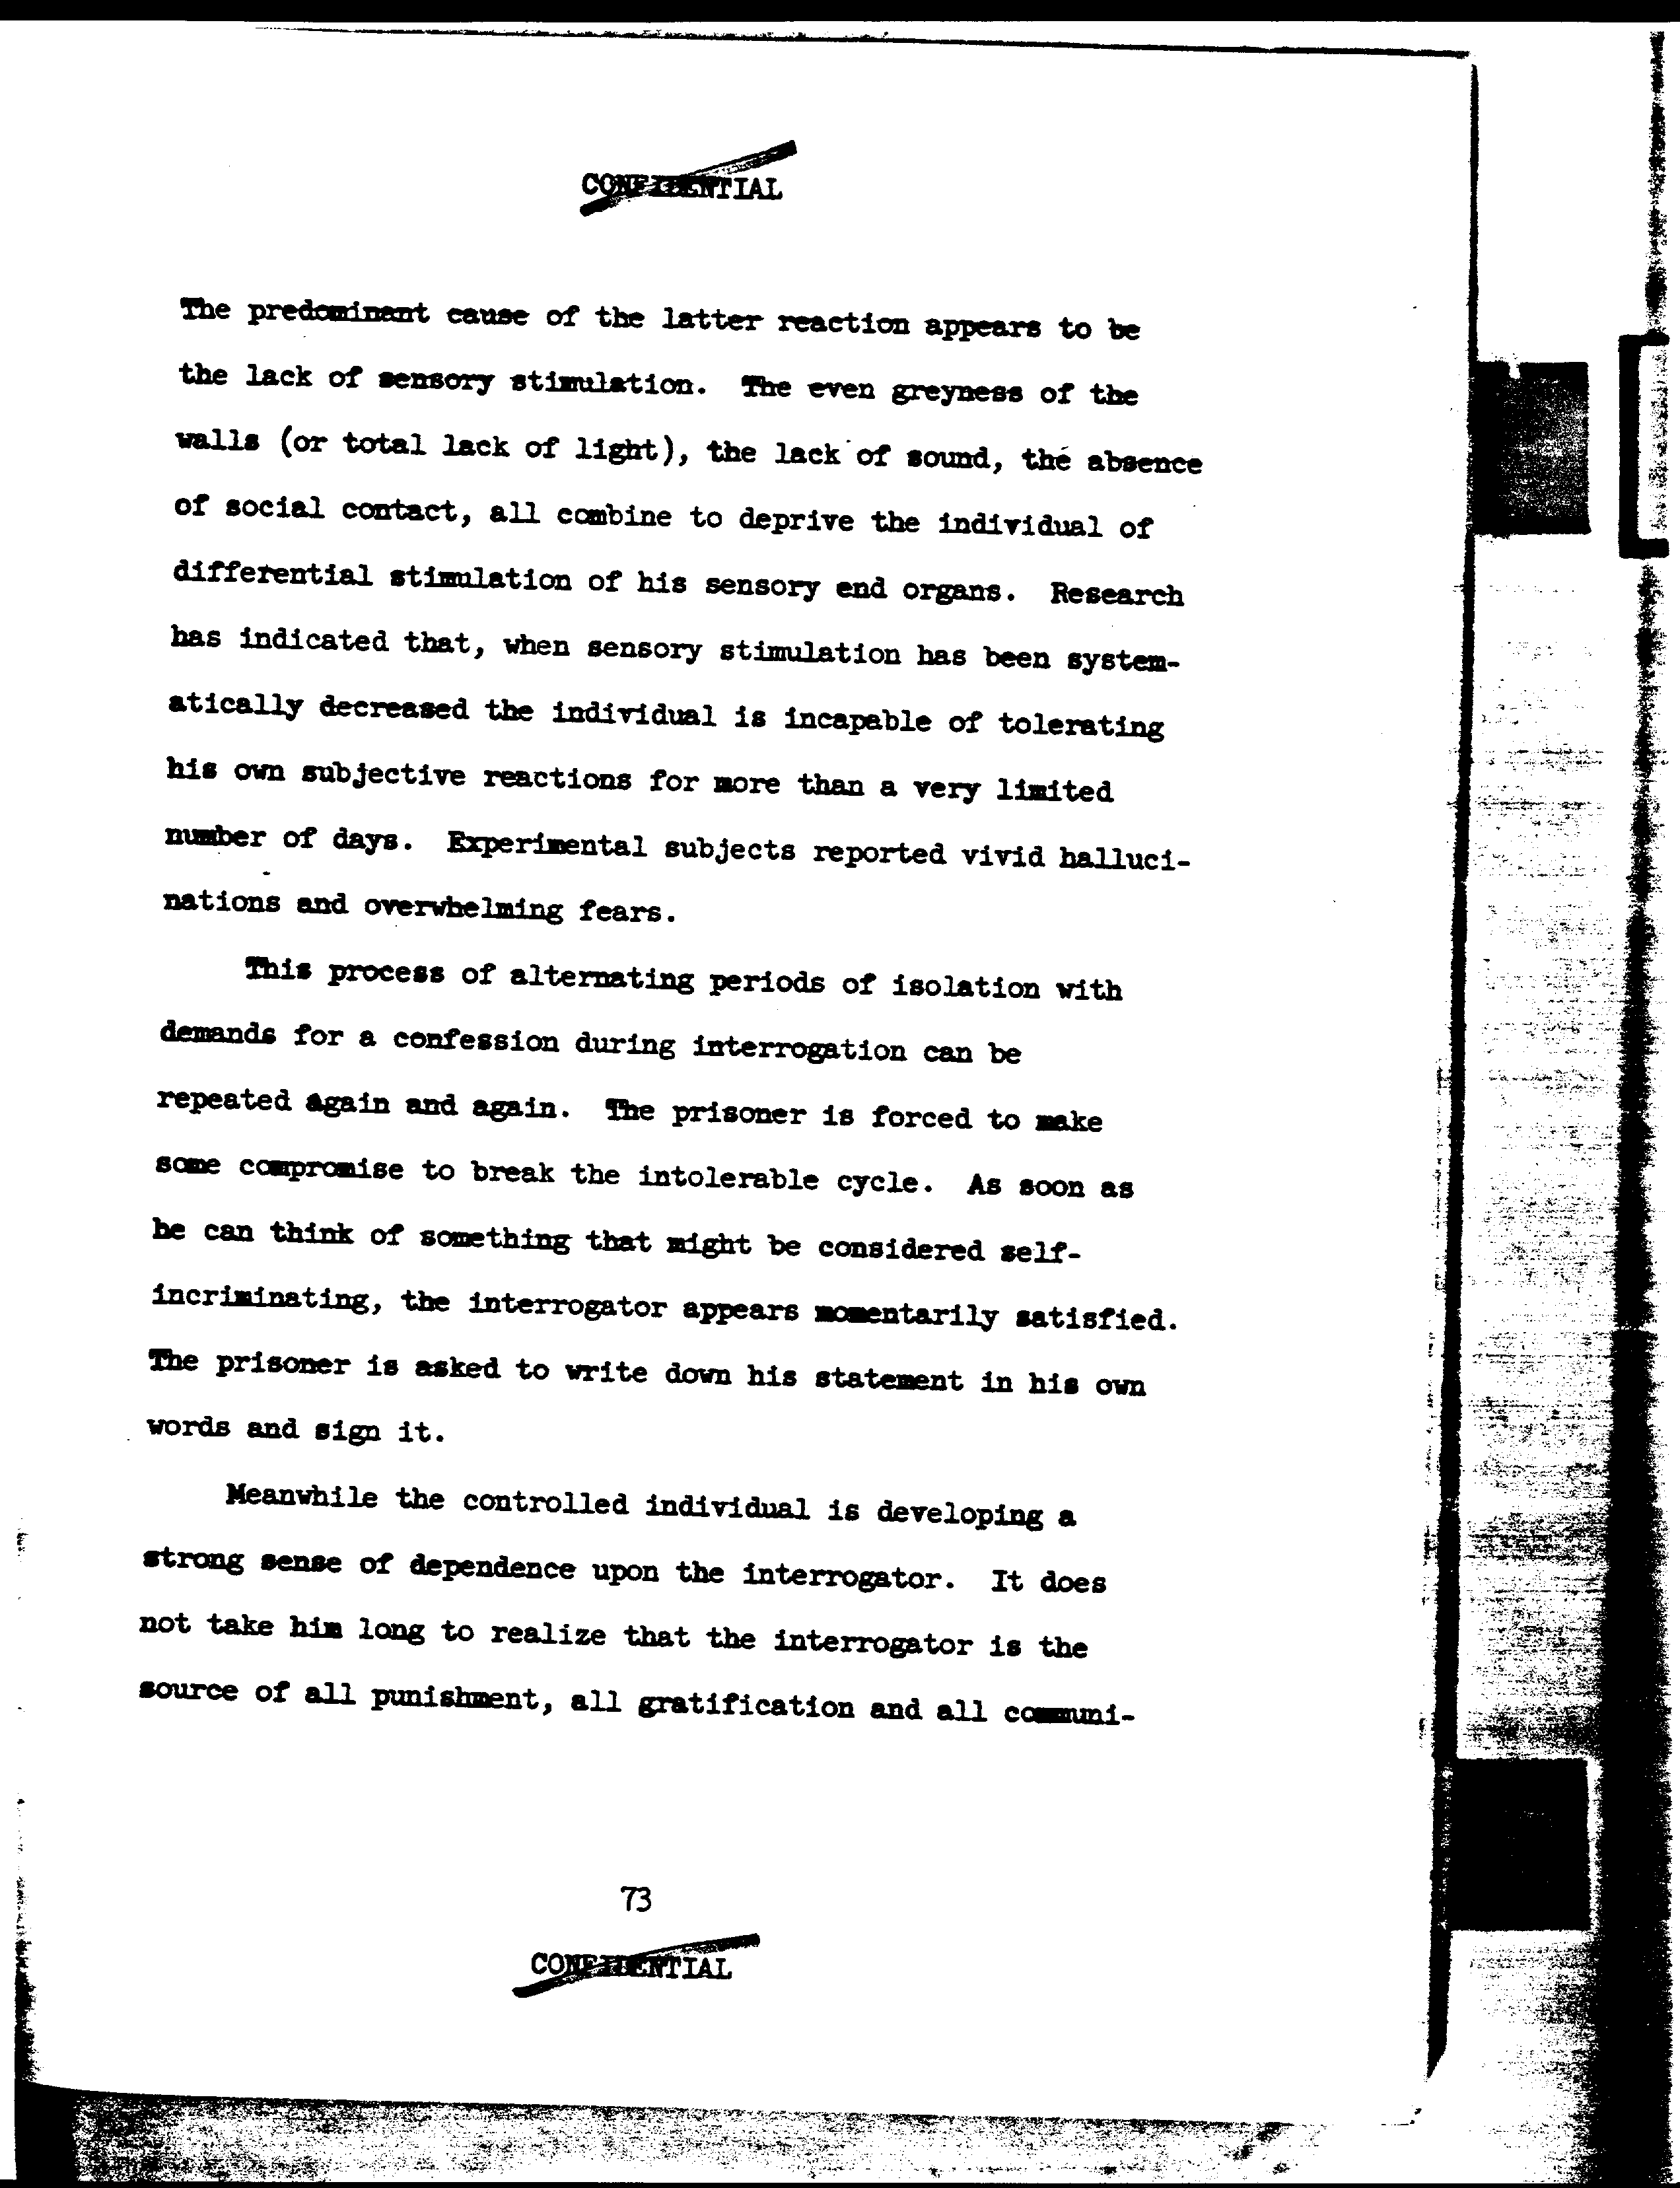 CONFIDENTIAL
The predominant cause of the latter reaction appears to be
the lack of sensory stimulation. The even greyness of the
walls (or total lack of light), the lack of sound, the absence
of social contact, all combine to deprive the individual of
differential stimulation of his sensory end organs. Research
has indicated that, when sensory stimulation has been system-
atically decreased the individual is incapable of tolerating
his own subjective reactions for more than a very limited
number of days. Experimental subjects reported vivid halluci-
nations and overwhelming fears.
This process of alternating periods of isolation with
demands for a confession during interrogation can be
repeated again and again. The prisoner is forced to make
some compromise to break the intolerable cycle. As soon as
he can think of something that might be considered self-
incriminating, the interrogator appears momentarily satisfied.
The prisoner is asked to write down his statement in his own
words and sign it.
Meanwhile the controlled individual is developing a
strong sense of dependence upon the interrogator. It does
not take him long to realize that the interrogator is the
source of all punishment, all gratification and all communi-
73
CONFIDENTIAL